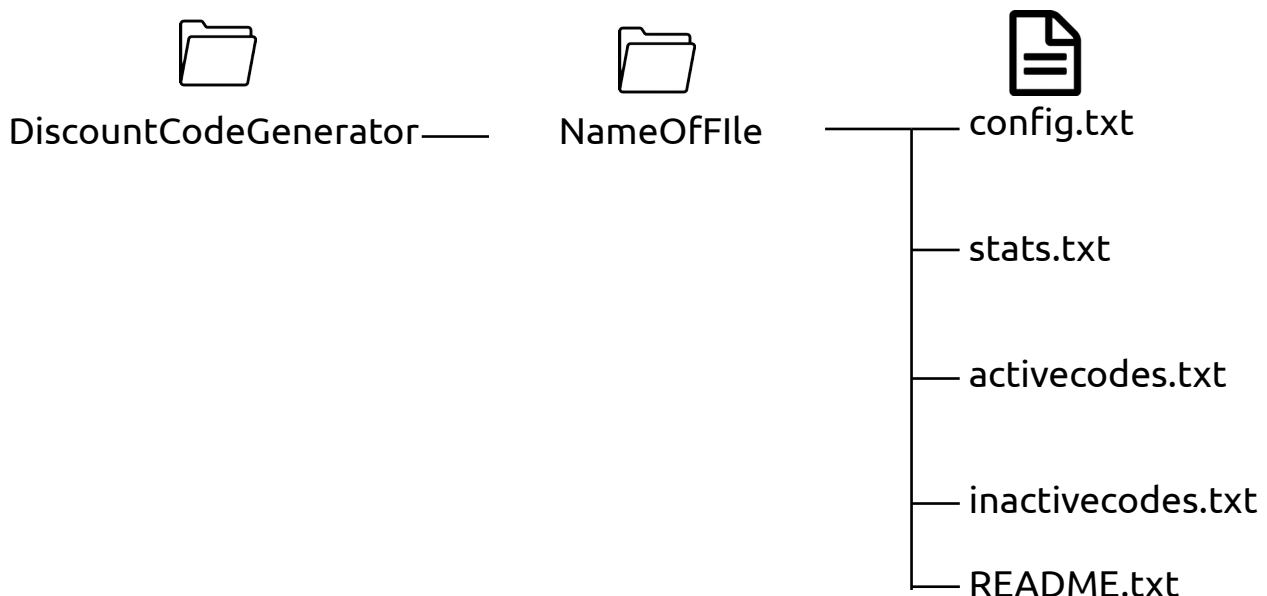 DiscountCodeGenerator
NameOfFIle
config.txt
stats.txt
activecodes.txt
inactivecodes.txt
README.txt